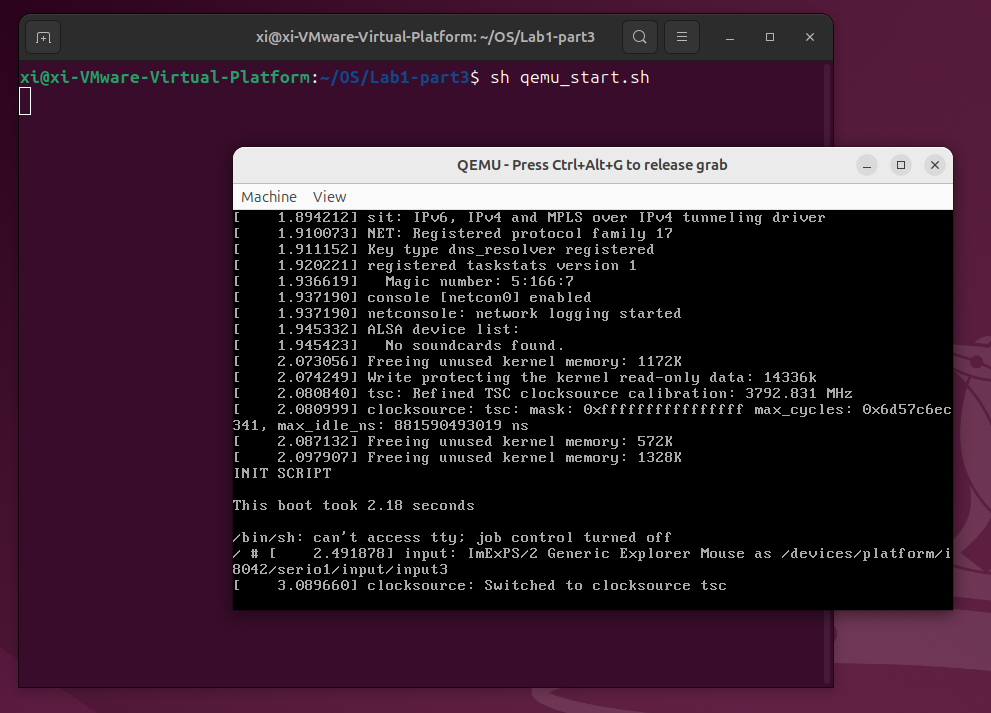 xi@xi-VMware-Virtual-Platform: ~/OS/Lab1-part3
xi@xi-VMware-Virtual-Platform:~/OS/Lab1-part3$ sh qemu_start.sh
QEMU - Press Ctrl+Alt+G to release grab
Machine View
[    1.894212] sit: IPv6, IPv4 and MPLS over IPv4 tunneling driver
[    1.910073] NET: Registered protocol family 17
[    1.911152] Key type dns_resolver registered
[    1.920221] registered taskstats version 1
[    1.936619]   Magic number: 5:166:7
[    1.937190] console [netcon0] enabled
[    1.937190] netconsole: network logging started
[    1.945332] ALSA device list:
[    1.945423]   No soundcards found.
[    2.073056] Freeing unused kernel memory: 1172K
[    2.074249] Write protecting the kernel read-only data: 14336k
[    2.080840] tsc: Refined TSC clocksource calibration: 3792.831 MHz
[    2.080999] clocksource: tsc: mask: 0xffffffffffffffff max_cycles: 0x6d57c6ec
341, max_idle_ns: 881590493019 ns
[    2.087132] Freeing unused kernel memory: 572K
[    2.097907] Freeing unused kernel memory: 1328K
INIT SCRIPT
This boot took 2.18 seconds
/bin/sh: can't access tty; job control turned off
/ # [    2.491878] input: ImExPS/2 Generic Explorer Mouse as /devices/platform/i
8042/serio1/input/input3
[    3.089660] clocksource: Switched to clocksource tsc